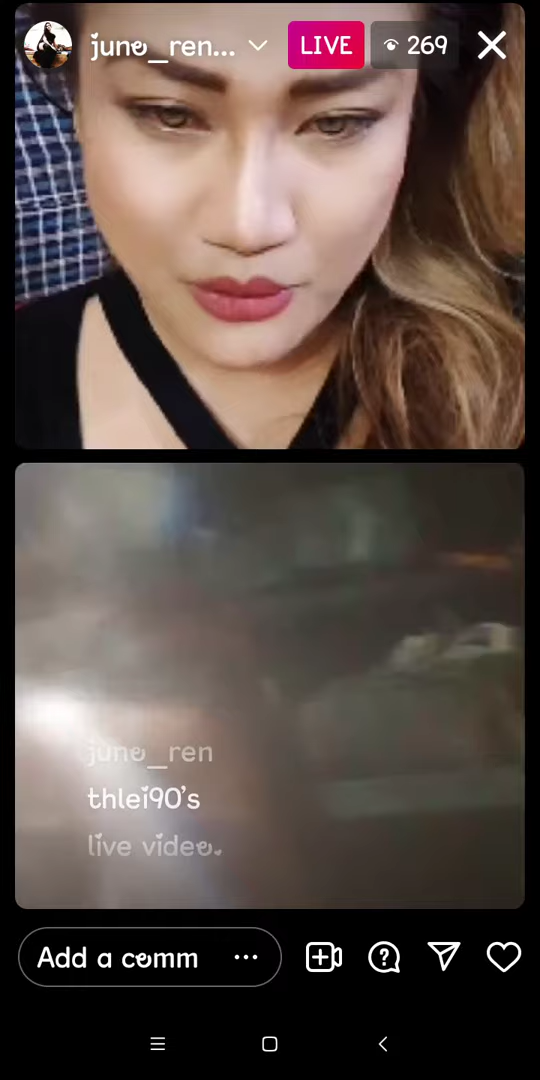 june_ren...
LIVE
269
june_ren
thlei90's
live video.
Add a comm